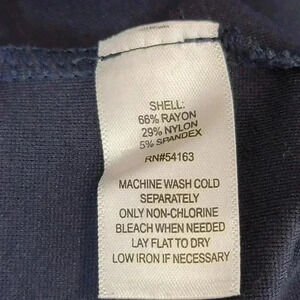 SHELL:
66% RAYON
29% NYLON
5% SPANDEX
RN#54163
MACHINE WASH COLD
SEPARATELY
ONLY NON-CHLORINE
BLEACH WHEN NEEDED
LAY FLAT TO DRY
LOW IRON IF NECESSARY